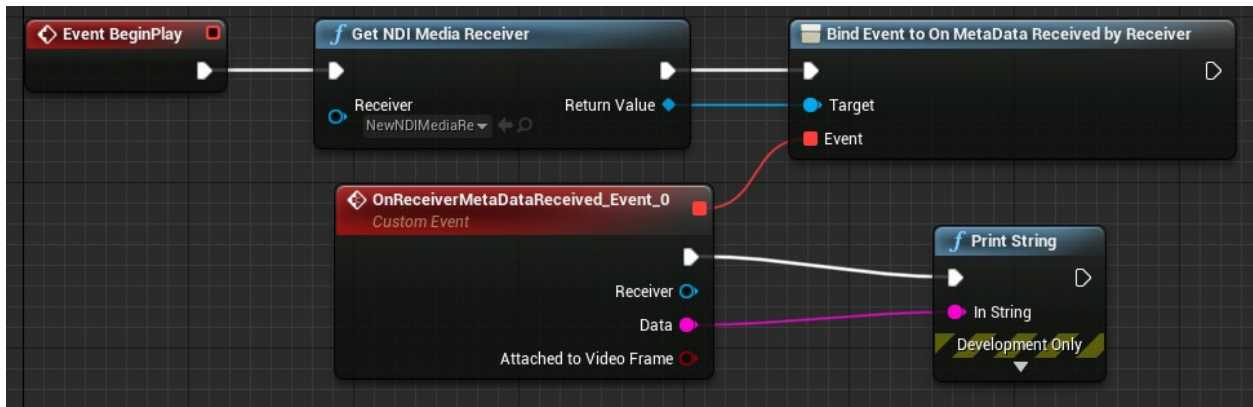 Event BeginPlay
f Get NDI Media Receiver
Receiver
NewNDIMediaRe
Return Value
Bind Event to On MetaData Received by Receiver
Target
Event
OnReceiverMetaDataReceived_Event_0
Custom Event
Receiver
Data
Attached to Video Frame
f Print String
In String
Development Only